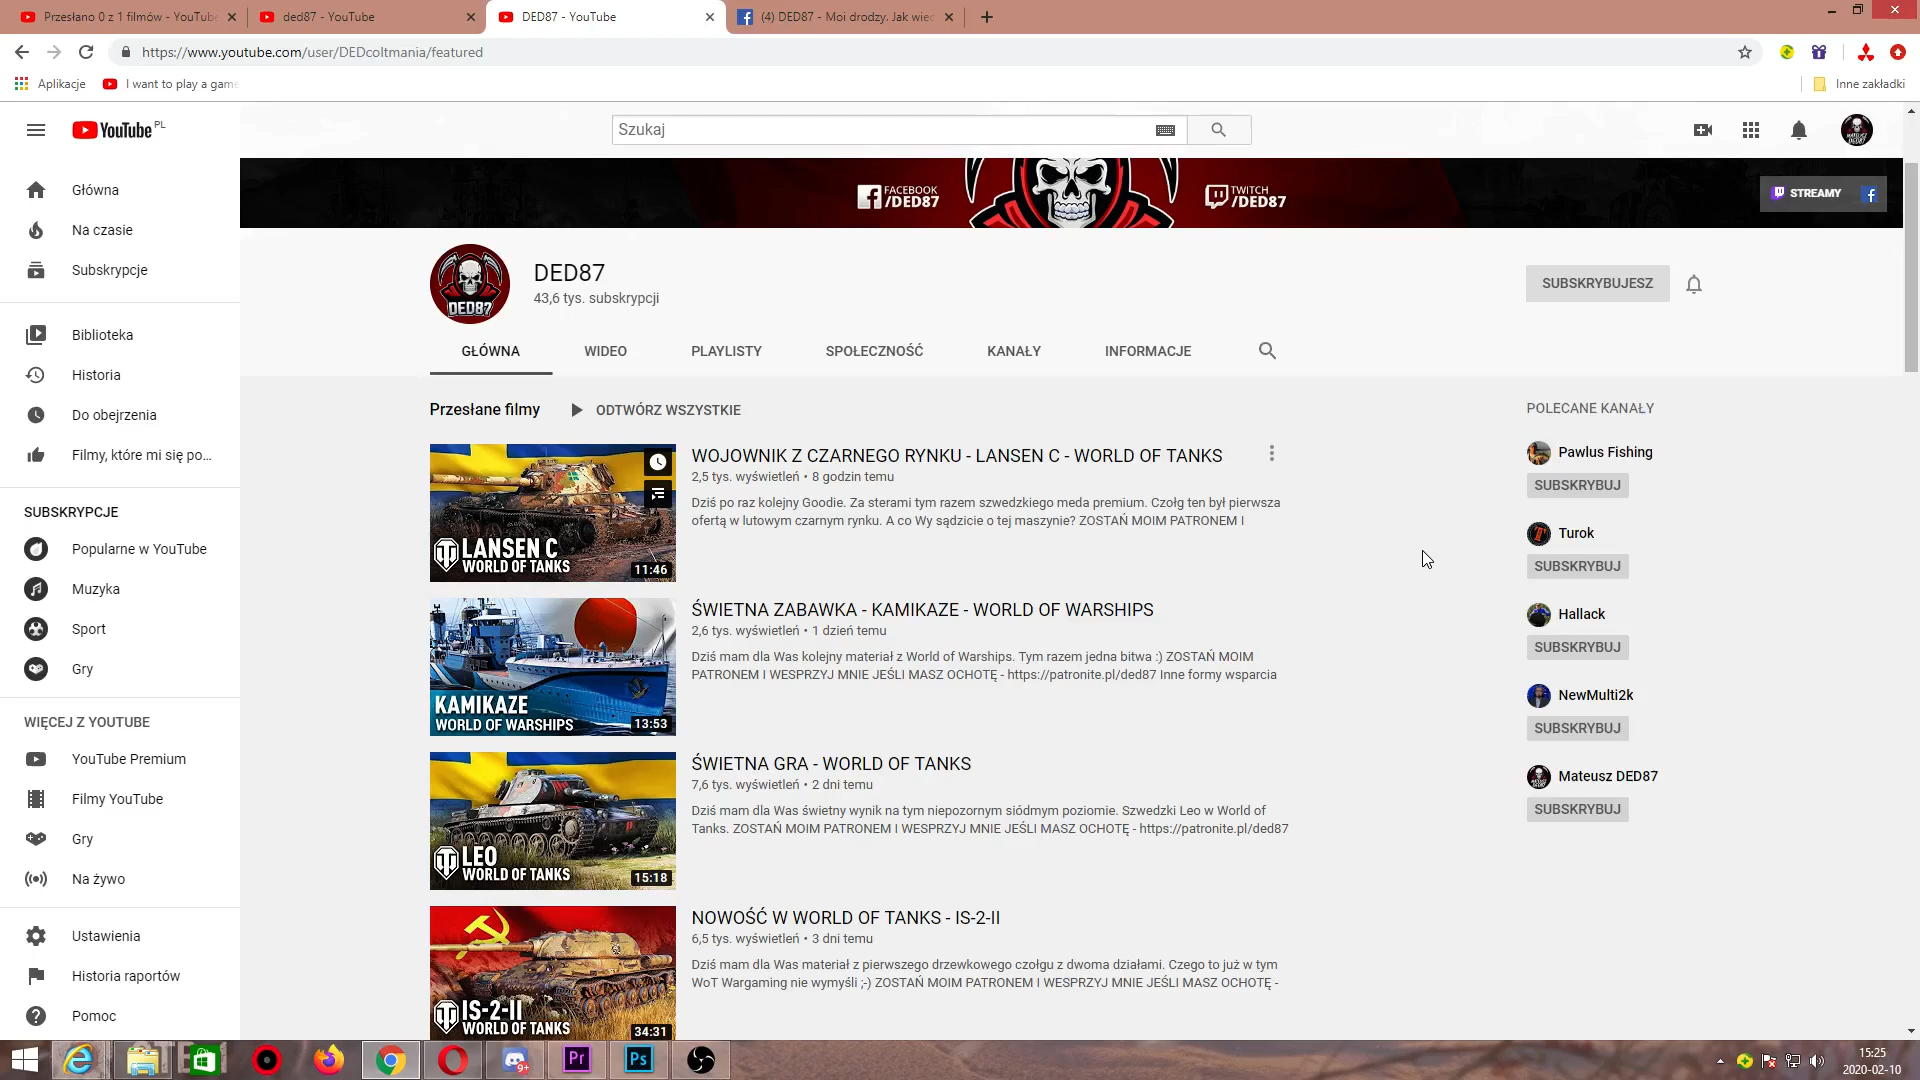 Przesłano 0 z 1 filmów - YouTube
ded87 - YouTube
DED87 - YouTube
(4) DED87 - Moi drodzy. Jak wiec
https://www.youtube.com/user/DEDcoltmania/featured
Aplikacje
I want to play a game
Inne zakładki
YouTube PL
Szukaj
FACEBOOK
/DED87
TWITCH
/DED87
STREAMY
Główna
Na czasie
Subskrypcje
Biblioteka
Historia
Do obejrzenia
Filmy, które mi się po...
SUBSKRYPCJE
Popularne w YouTube
Muzyka
Sport
Gry
WIĘCEJ Z YOUTUBE
YouTube Premium
Filmy YouTube
Gry
Na żywo
Ustawienia
Historia raportów
Pomoc
DED87
DED87
43,6 tys. subskrypcji
SUBSKRYBUJESZ
GŁÓWNA
WIDEO
PLAYLISTY
SPOŁECZNOŚĆ
KANAŁY
INFORMACJE
Przesłane filmy
ODTWÓRZ WSZYSTKIE
LANSEN C
WORLD OF TANKS
11:46
WOJOWNIK Z CZARNEGO RYNKU - LANSEN C - WORLD OF TANKS
2,5 tys. wyświetleń • 8 godzin temu
Dziś po raz kolejny Goodie. Za sterami tym razem szwedzkiego meda premium. Czołg ten był pierwsza
ofertą w lutowym czarnym rynku. A co Wy sądzicie o tej maszynie? ZOSTAŃ MOIM PATRONEM I
KAMIKAZE
WORLD OF WARSHIPS
13:53
ŚWIETNA ZABAWKA - KAMIKAZE - WORLD OF WARSHIPS
2,6 tys. wyświetleń • 1 dzień temu
Dziś mam dla Was kolejny materiał z World of Warships. Tym razem jedna bitwa :) ZOSTAŃ MOIM
PATRONEM I WESPRZYJ MNIE JEŚLI MASZ OCHOTĘ - https://patronite.pl/ded87 Inne formy wsparcia
LEO
WORLD OF TANKS
15:18
ŚWIETNA GRA - WORLD OF TANKS
7,6 tys. wyświetleń • 2 dni temu
Dziś mam dla Was świetny wynik na tym niepozornym siódmym poziomie. Szwedzki Leo w World of
Tanks. ZOSTAŃ MOIM PATRONEM I WESPRZYJ MNIE JEŚLI MASZ OCHOTĘ - https://patronite.pl/ded87
IS-2-II
WORLD OF TANKS
34:31
NOWOŚĆ W WORLD OF TANKS - IS-2-II
6,5 tys. wyświetleń • 3 dni temu
Dziś mam dla Was materiał z pierwszego drzewkowego czołgu z dwoma działami. Czego to już w tym
WoT Wargaming nie wymyśli ;-) ZOSTAŃ MOIM PATRONEM I WESPRZYJ MNIE JEŚLI MASZ OCHOTĘ -
POLECANE KANAŁY
Pawlus Fishing
SUBSKRYBUJ
Turok
SUBSKRYBUJ
Hallack
SUBSKRYBUJ
NewMulti2k
SUBSKRYBUJ
Mateusz DED87
SUBSKRYBUJ
9+
Pr
Ps
15:25
2020-02-10